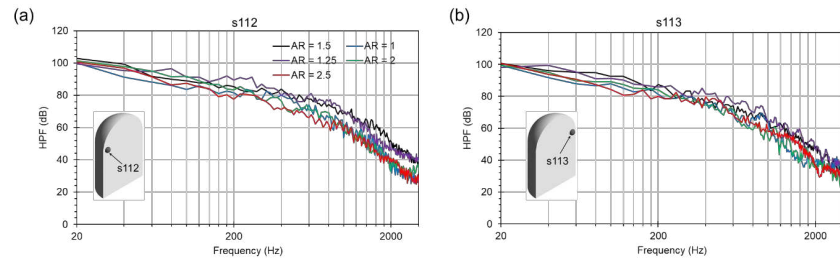 (a)
s112
120
100
80
60
40
20
0
HPF (dB)
AR = 1.5
AR = 1
AR = 1.25
AR = 2
AR = 2.5
s112
20
200
2000
Frequency (Hz)
(b)
s113
120
100
80
60
40
20
0
HPF (dB)
s113
20
200
2000
Frequency (Hz)